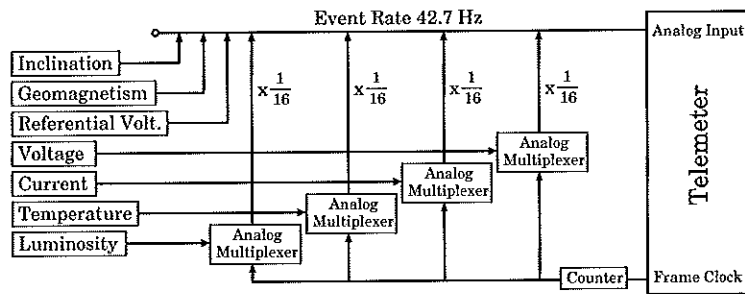 Event Rate 42.7 Hz
Analog Input
Inclination
Geomagnetism
Referential Volt.
x 1/16
x 1/16
x 1/16
x 1/16
Voltage
Analog
Multiplexer
Current
Analog
Multiplexer
Temperature
Analog
Multiplexer
Luminosity
Analog
Multiplexer
Telemeter
Counter
Frame Clock